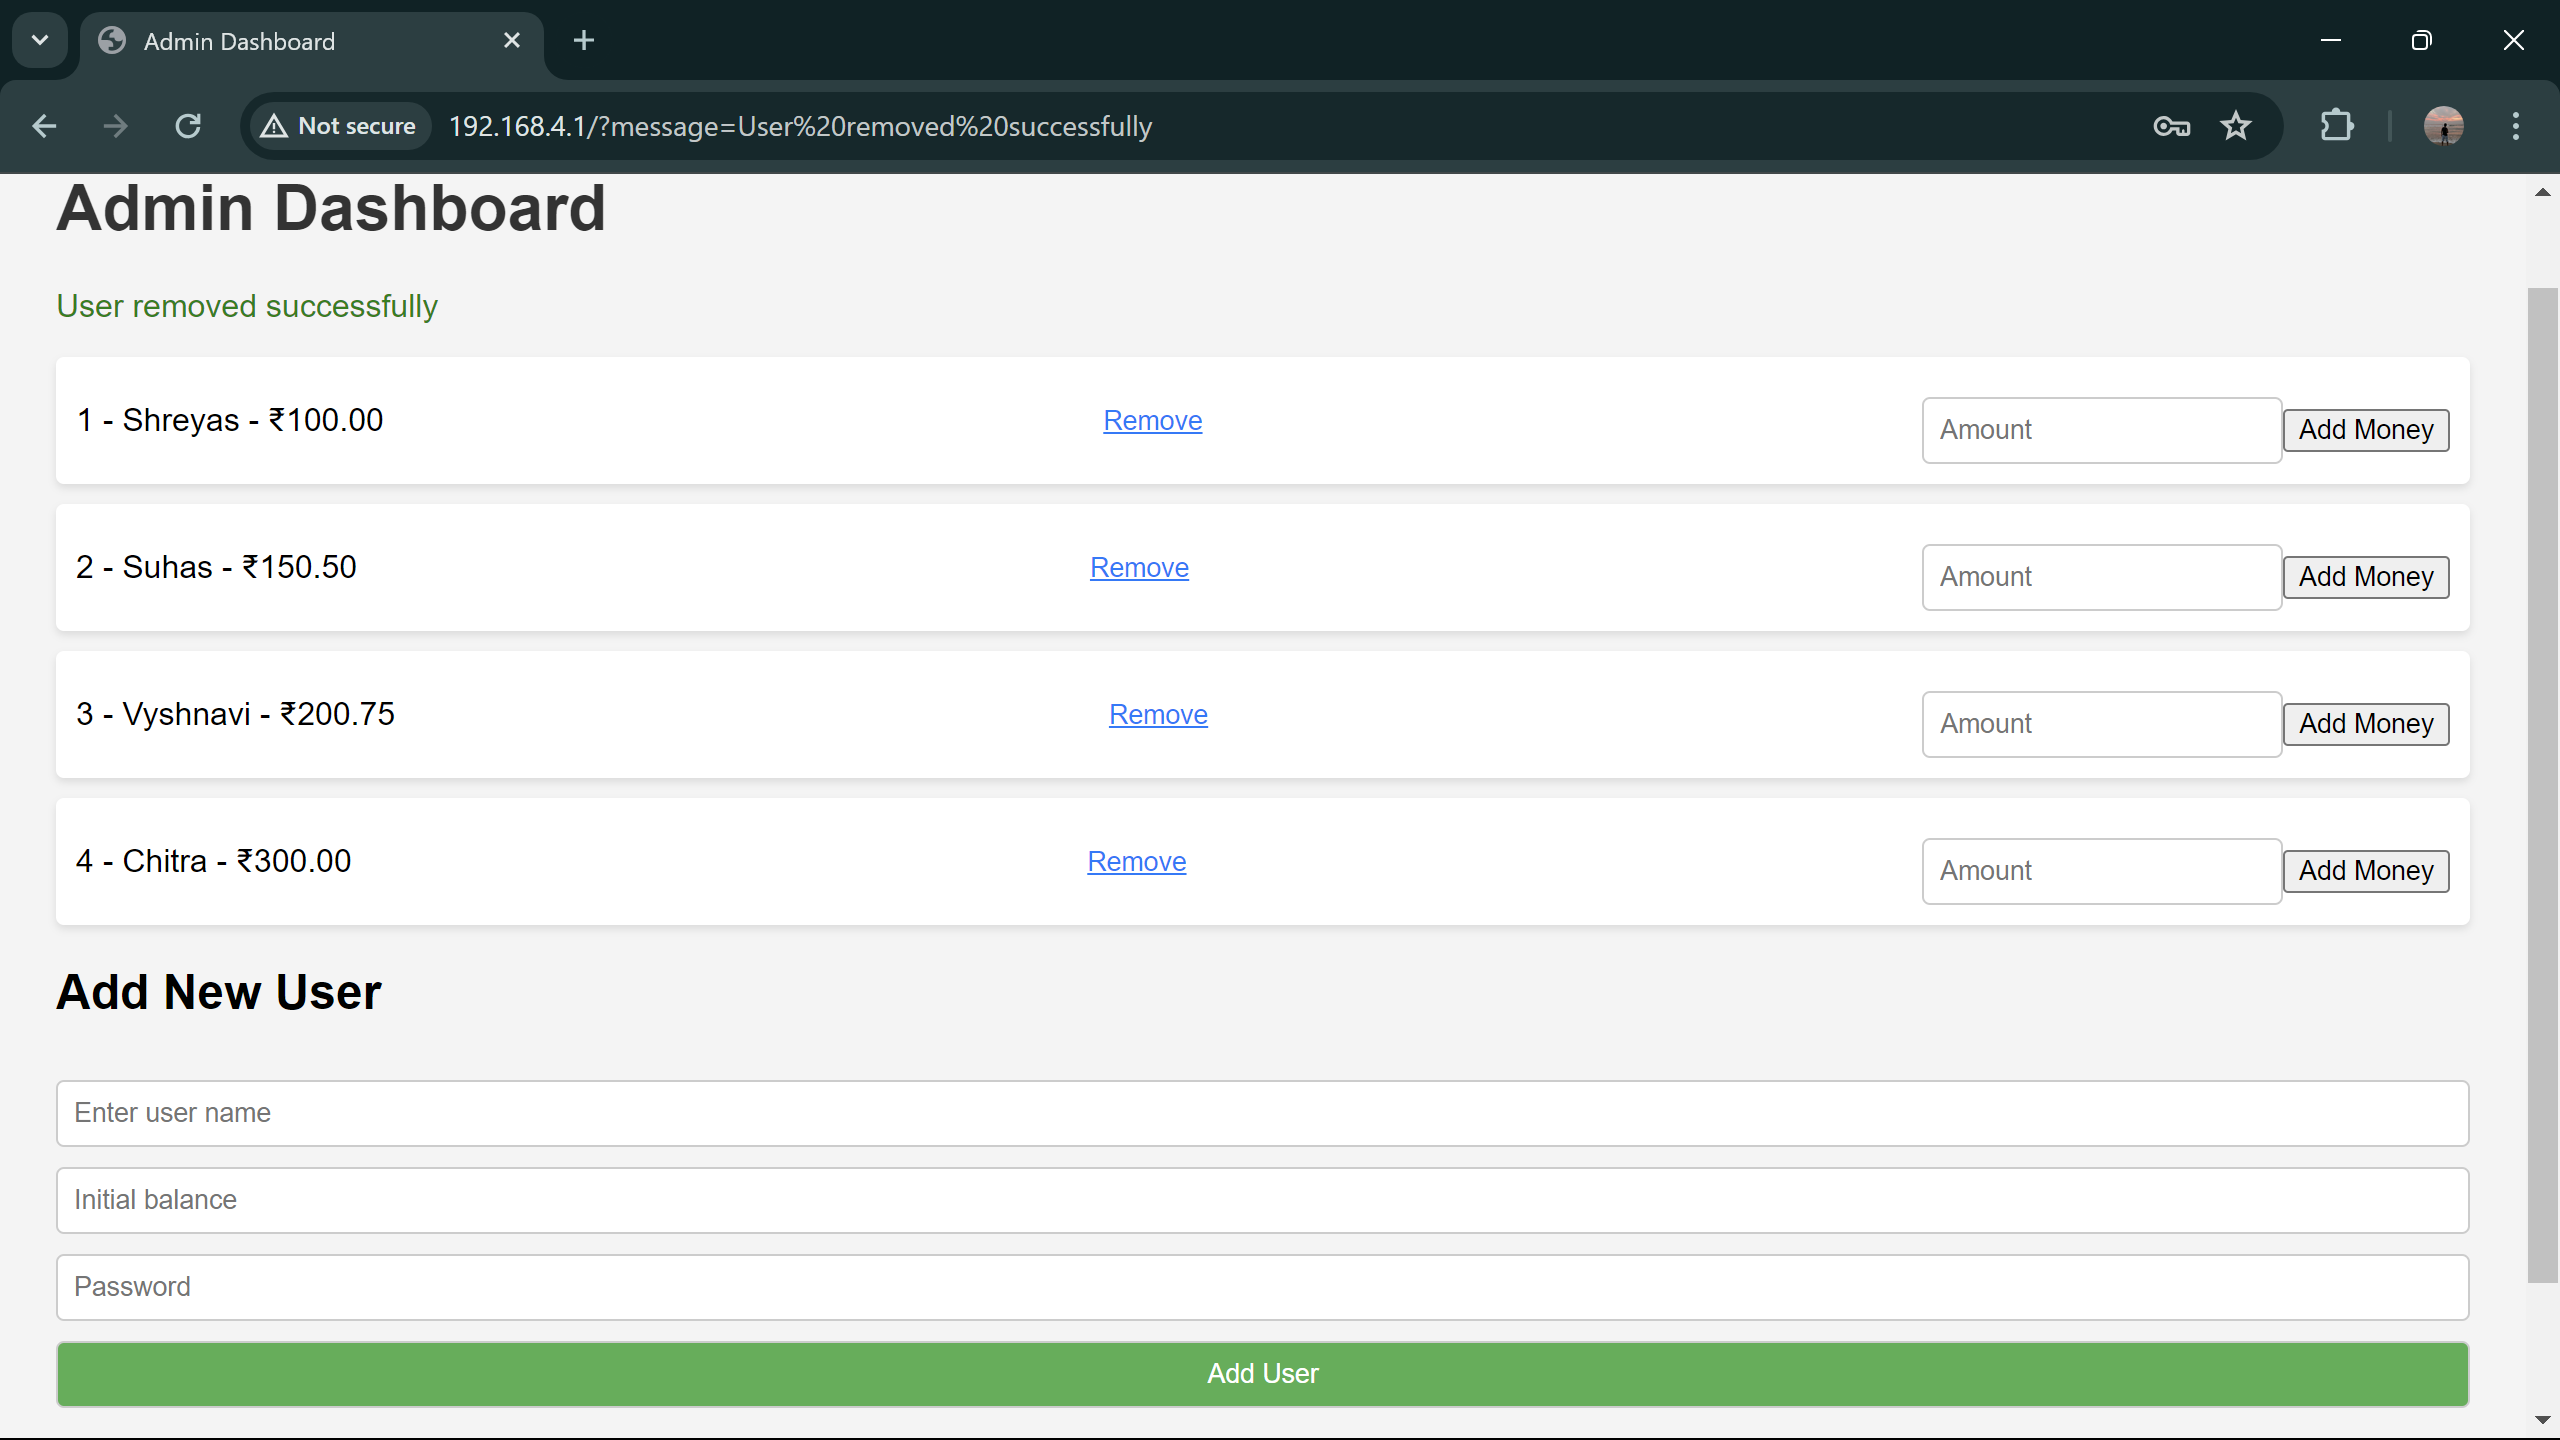 Admin Dashboard
Not secure 192.168.4.1/?message=User%20removed%20successfully
Admin Dashboard
User removed successfully
1 - Shreyas - ₹100.00 Remove Amount Add Money
2 - Suhas - ₹150.50 Remove Amount Add Money
3 - Vyshnavi - ₹200.75 Remove Amount Add Money
4 - Chitra - ₹300.00 Remove Amount Add Money
Add New User
Enter user name
Initial balance
Password
Add User